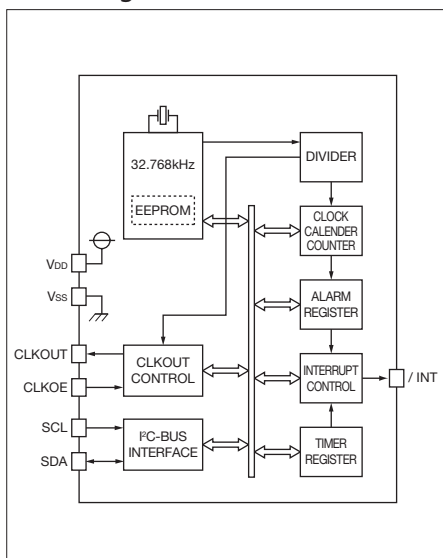 32.768kHz
EEPROM
DIVIDER
CLOCK
CALENDER
COUNTER
VDD
VSS
ALARM
REGISTER
CLKOUT
CLKOE
CLKOUT
CONTROL
INTERRUPT
CONTROL
/ INT
SCL
SDA
I²C-BUS
INTERFACE
TIMER
REGISTER